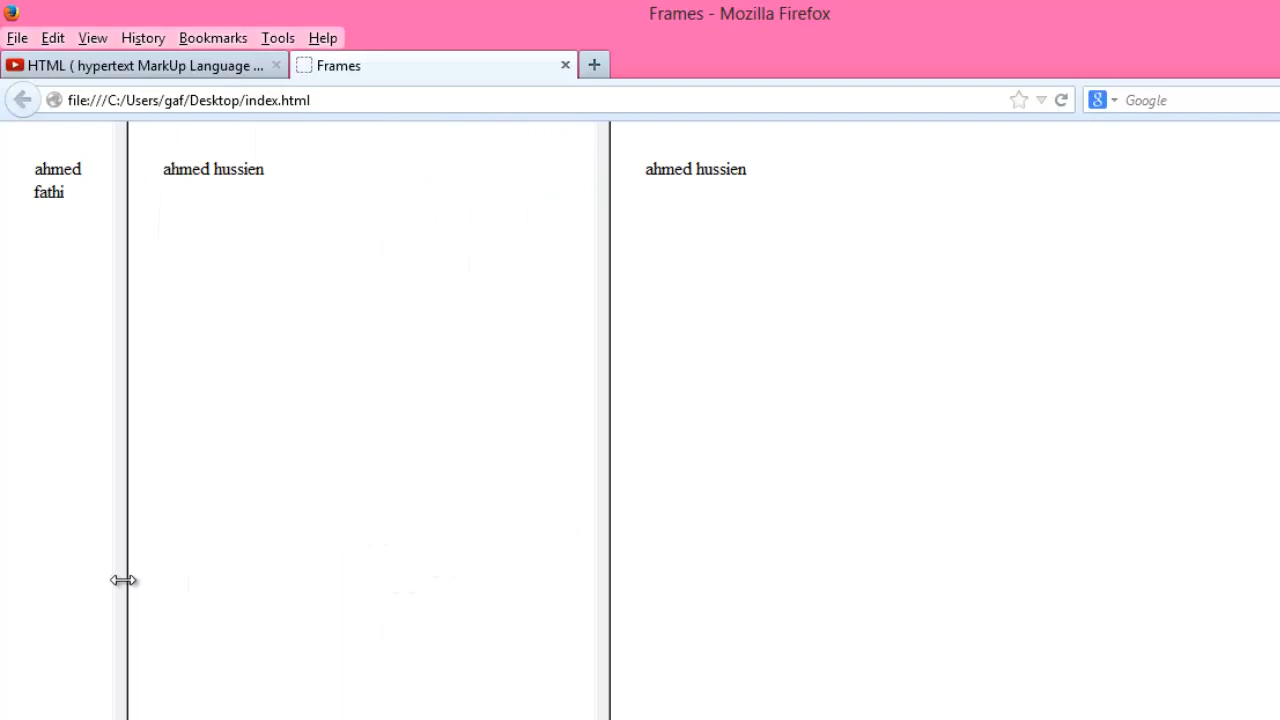 Frames - Mozilla Firefox
File Edit View History Bookmarks Tools Help
HTML ( hypertext MarkUp Language ... Frames
file:///C:/Users/gaf/Desktop/index.html Google
ahmed
fathi
ahmed hussien
ahmed hussien